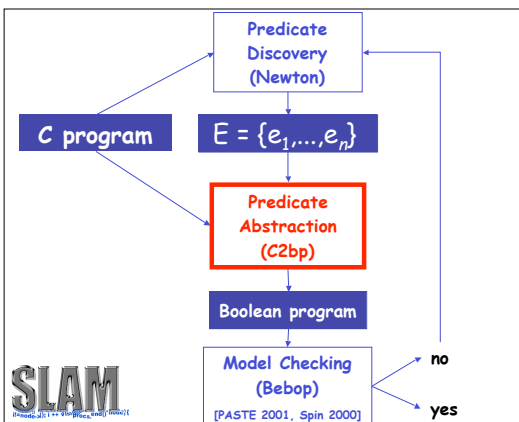 Predicate
Discovery
(Newton)
C program
E = {e1,...,en}
Predicate
Abstraction
(C2bp)
Boolean program
Model Checking
(Bebop)
[PASTE 2001, Spin 2000]
no
yes
SLAM